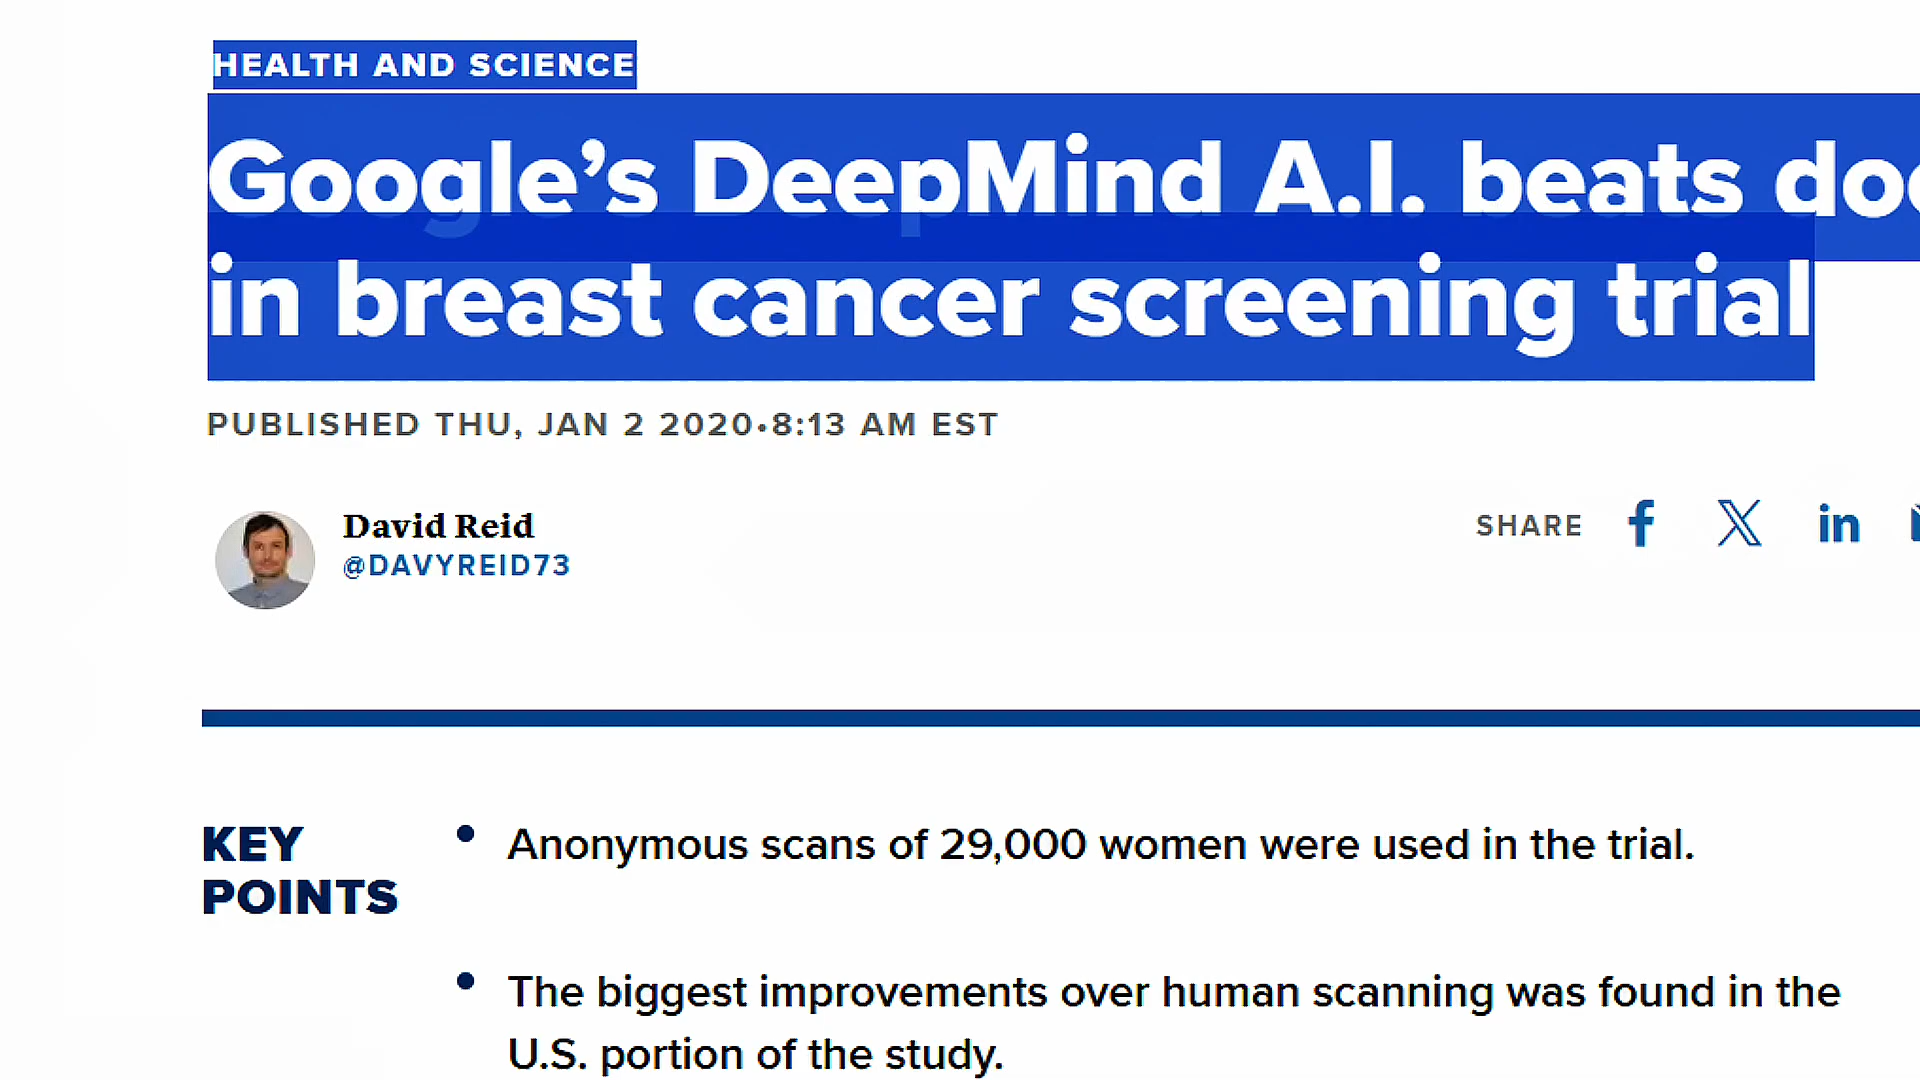 HEALTH AND SCIENCE
Google’s DeepMind A.I. beats
in breast cancer screening trial
PUBLISHED THU, JAN 2 2020•8:13 AM EST
David Reid
@DAVYREID73
SHARE
KEY
POINTS
• Anonymous scans of 29,000 women were used in the trial.
• The biggest improvements over human scanning was found in the
U.S. portion of the study.